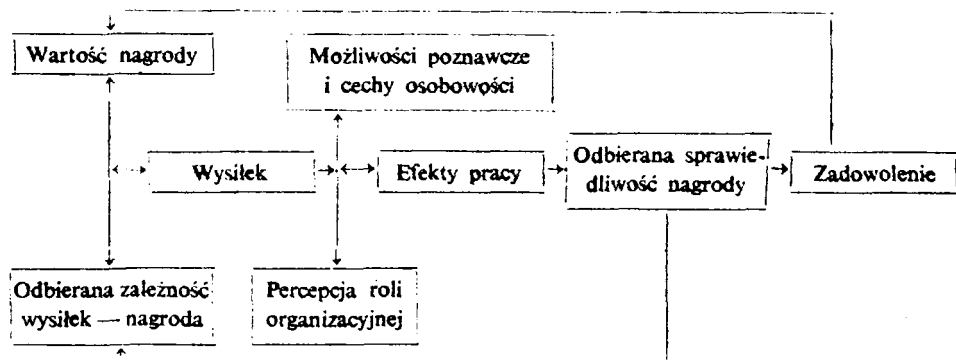 Wartość nagrody
Możliwości poznawcze
i cechy osobowości
Wysiłek
Efekty pracy
Odbierana sprawie-
dliwość nagrody
Zadowolenie
Odbierana zależność
wysiłek — nagroda
Percepcja roli
organizacyjnej